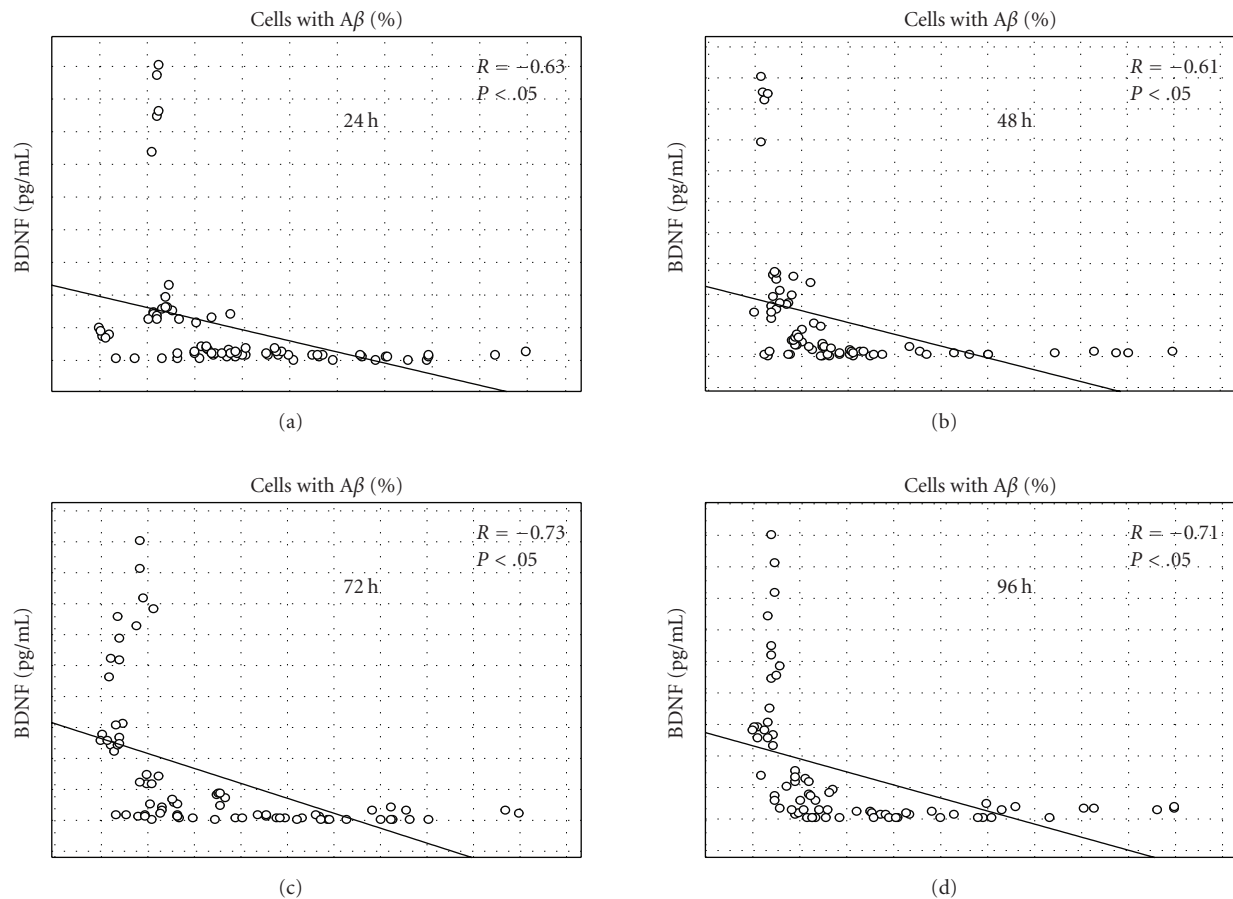 Cells with Aβ (%)
BDNF (pg/mL)
R = −0.63
P < .05
24 h
(a)
Cells with Aβ (%)
BDNF (pg/mL)
R = −0.61
P < .05
48 h
(b)
Cells with Aβ (%)
BDNF (pg/mL)
R = −0.73
P < .05
72 h
(c)
Cells with Aβ (%)
BDNF (pg/mL)
R = −0.71
P < .05
96 h
(d)